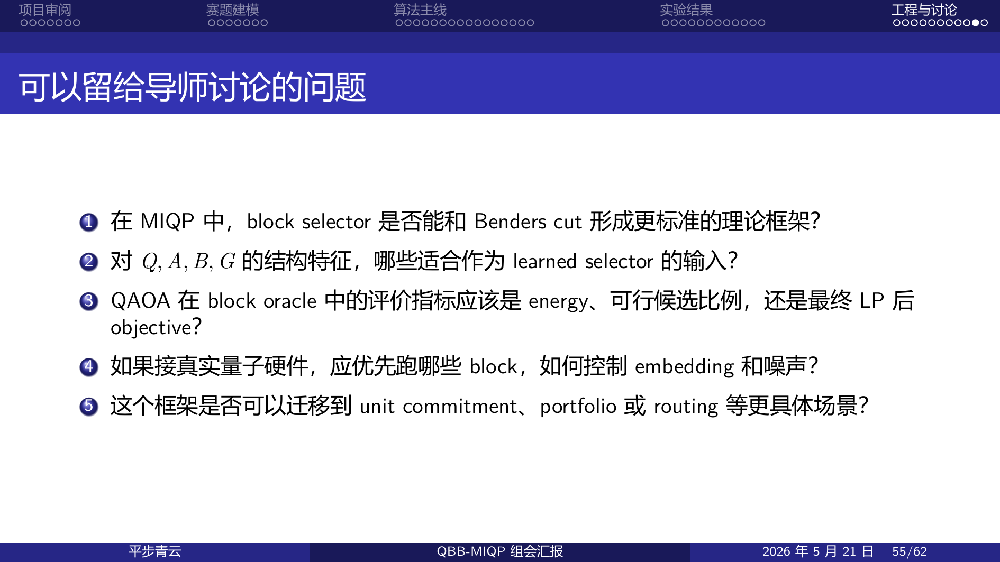 项目审阅 赛题建模 算法主线 实验结果 工程与讨论
可以留给导师讨论的问题
1 在 MIQP 中，block selector 是否能和 Benders cut 形成更标准的理论框架？
2 对 Q, A, B, G 的结构特征，哪些适合作为 learned selector 的输入？
3 QAOA 在 block oracle 中的评价指标应该是 energy、可行候选比例，还是最终 LP 后
objective？
4 如果接真实量子硬件，应优先跑哪些 block，如何控制 embedding 和噪声？
5 这个框架是否可以迁移到 unit commitment、portfolio 或 routing 等更具体场景？
平步青云 QBB-MIQP 组会汇报 2026 年 5 月 21 日 55/62